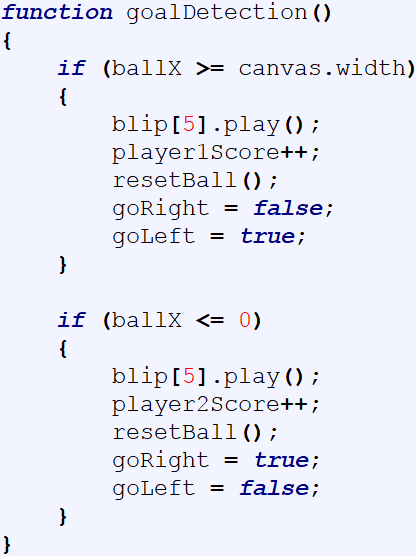 function goalDetection()
{
    if (ballX >= canvas.width)
    {
        blip[5].play();
        player1Score++;
        resetBall();
        goRight = false;
        goLeft = true;
    }

    if (ballX <= 0)
    {
        blip[5].play();
        player2Score++;
        resetBall();
        goRight = true;
        goLeft = false;
    }
}